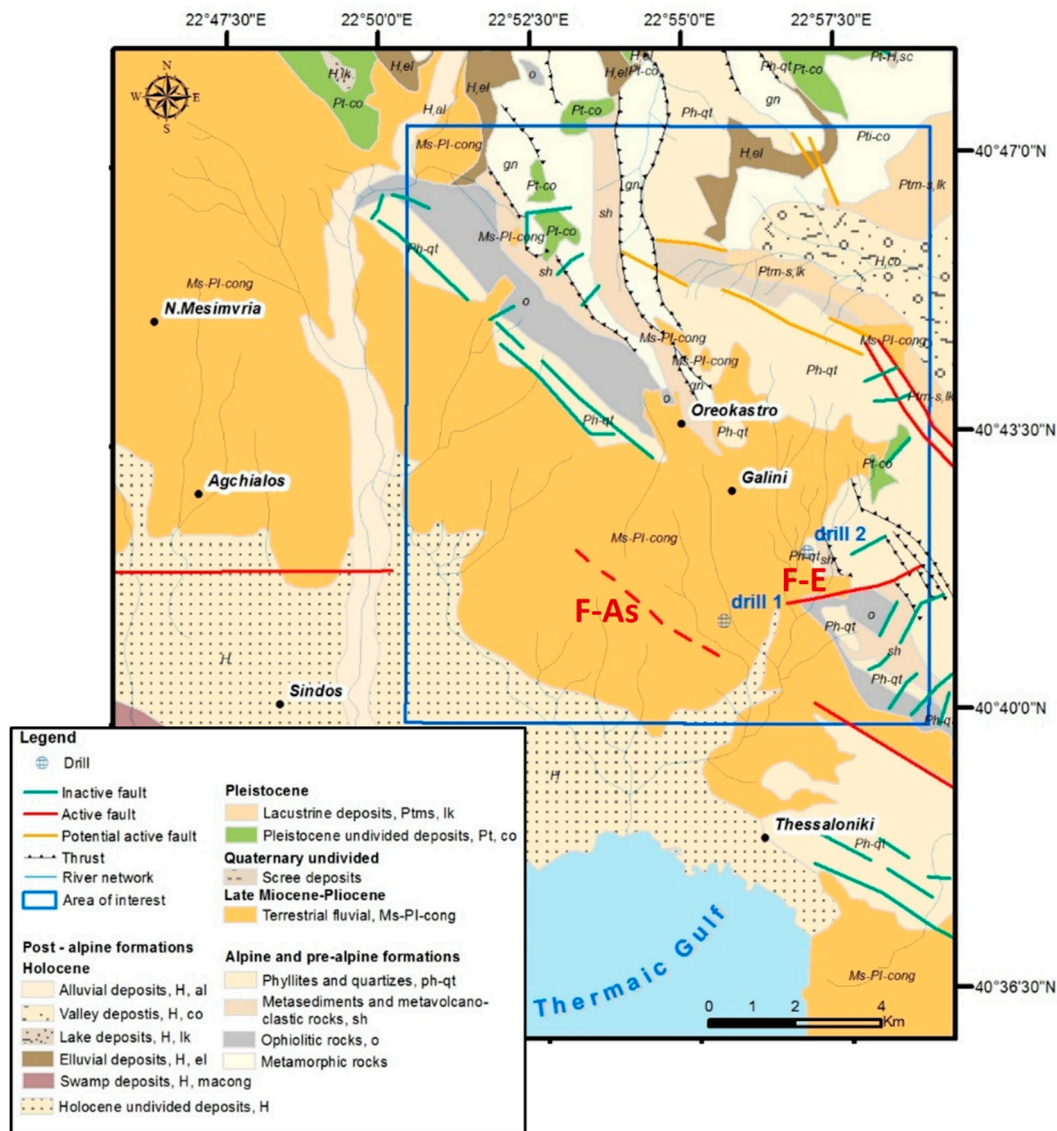 22°47'30"E 22°50'0"E 22°52'30"E 22°55'0"E 22°57'30"E
N
W E
S
H,lk
Pt-co
H,al
H,el
H,el
o
H,el
Pt-co
Ph-qt
Pt-co
Pt-H,sc
gn
Pt-co
Ph-qt
40°47'0"N
Ms-Pl-cong
gn
Pt-co
gn
H,el
Pti-co
Ptm-s,lk
sh
Ms-Pl-cong
Pt-co
sh
H,co
Ptm-s,lk
Ph-qt
Ms-Pl-cong
N.Mesimvria
o
Ms-Pl-cong
Ms-Pl-cong
Ms-Pl-cong
Ph-qt
gn
o
Ptm-s,lk
Oreokastro
Ph-qt
Ph-qt
40°43'30"N
Pt-co
Agchialos
Galini
Ms-Pl-cong
drill 2
Ph-qt
sh
F-E
F-As
drill 1
o
Ph-qt
sh
Ph-qt
H
Sindos
Ph-qt
40°40'0"N
H
Thessaloniki
Ph-qt
Thermaic Gulf
Ms-Pl-cong
40°36'30"N
0 1 2 4
Km
Legend
Drill
Inactive fault
Active fault
Potential active fault
Thrust
River network
Area of interest
Post - alpine formations
Holocene
Alluvial deposits, H, al
Valley depostis, H, co
Lake deposits, H, lk
Elluvial deposits, H, el
Swamp deposits, H, macong
Holocene undivided deposits, H
Pleistocene
Lacustrine deposits, Ptms, lk
Pleistocene undivided deposits, Pt, co
Quaternary undivided
Scree deposits
Late Miocene-Pliocene
Terrestrial fluvial, Ms-Pl-cong
Alpine and pre-alpine formations
Phyllites and quartizes, ph-qt
Metasediments and metavolcano-
clastic rocks, sh
Ophiolitic rocks, o
Metamorphic rocks